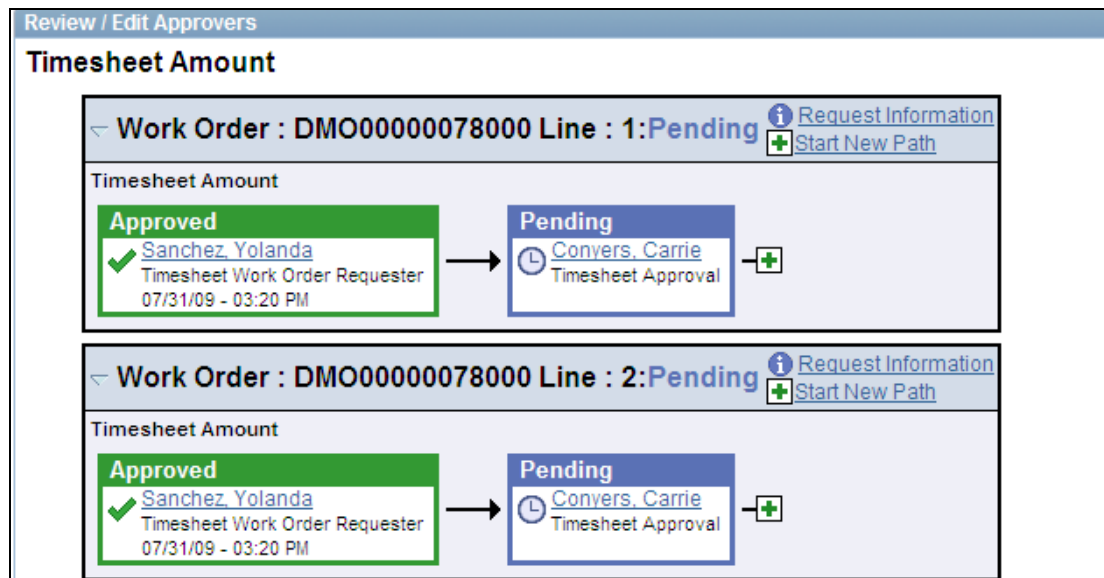 Review / Edit Approvers
Timesheet Amount
Work Order : DMO00000078000 Line : 1:Pending
Request Information
Start New Path
Timesheet Amount
Approved
Sanchez, Yolanda
Timesheet Work Order Requester
07/31/09 - 03:20 PM
Pending
Conyers, Carrie
Timesheet Approval
Work Order : DMO00000078000 Line : 2:Pending
Request Information
Start New Path
Timesheet Amount
Approved
Sanchez, Yolanda
Timesheet Work Order Requester
07/31/09 - 03:20 PM
Pending
Conyers, Carrie
Timesheet Approval